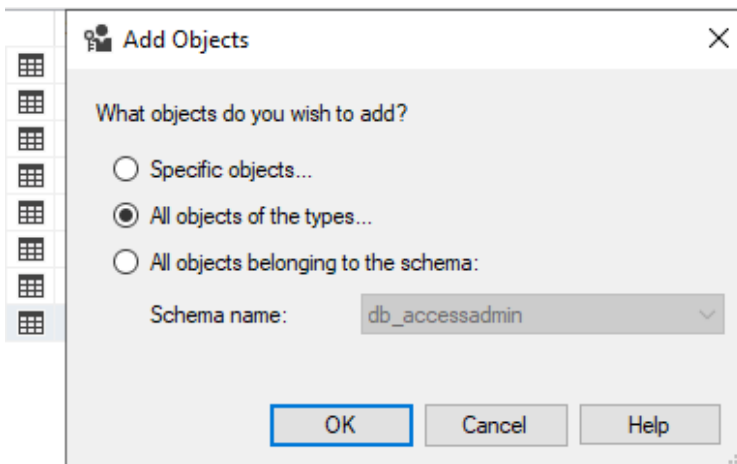 Add Objects
What objects do you wish to add?
Specific objects...
All objects of the types...
All objects belonging to the schema:
Schema name: db_accessadmin
OK Cancel Help